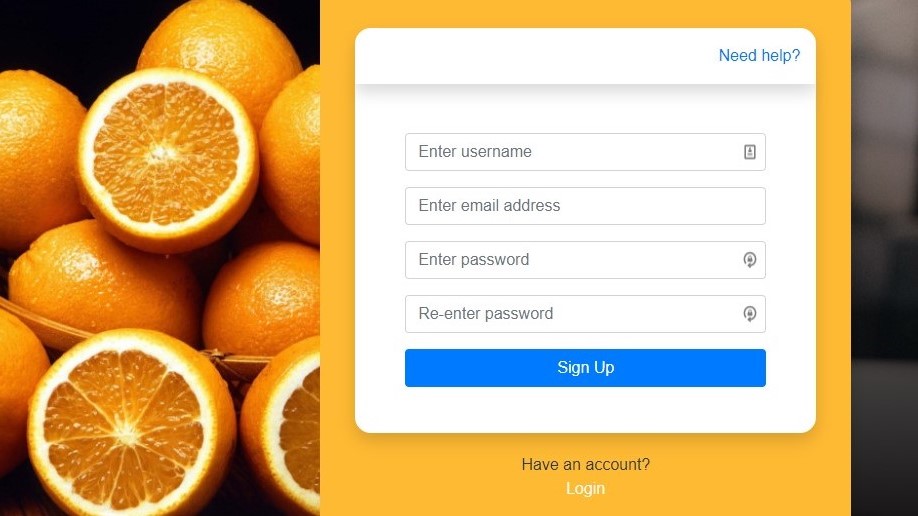 Need help?
Enter username
Enter email address
Enter password
Re-enter password
Sign Up
Have an account?
Login